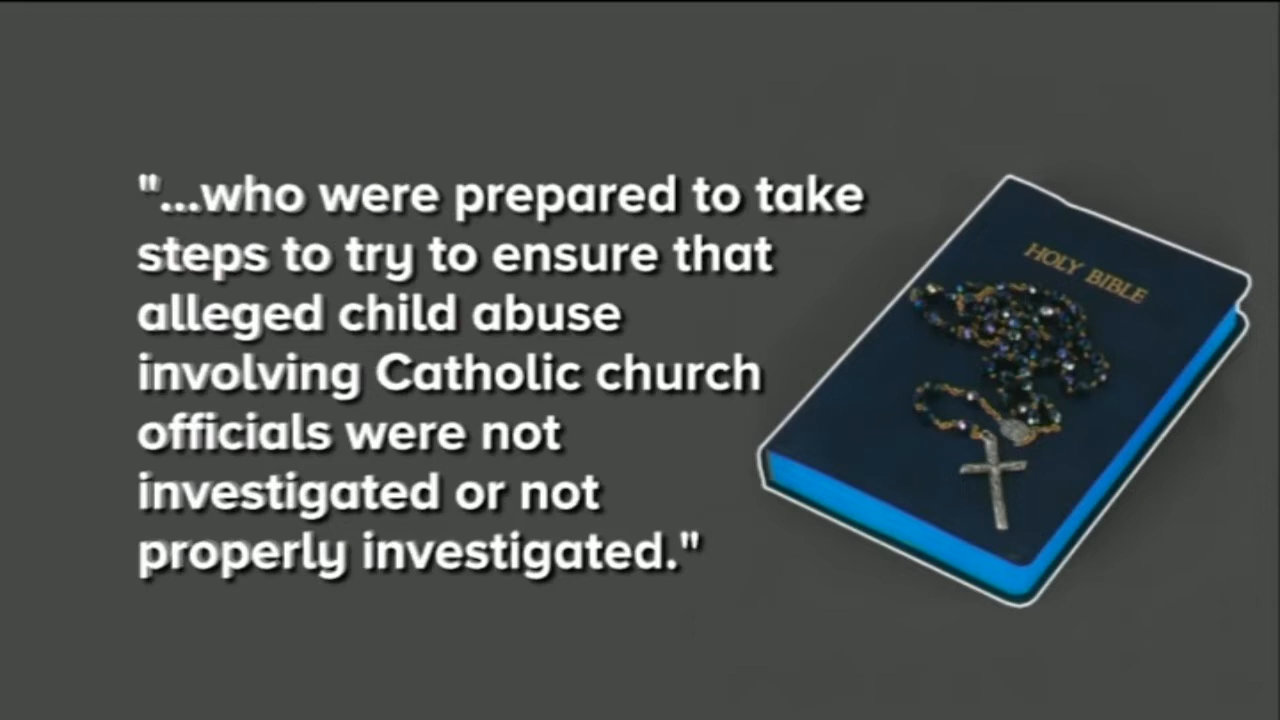 "...who were prepared to take
steps to try to ensure that
alleged child abuse
involving Catholic church
officials were not
investigated or not
properly investigated."
HOLY BIBLE